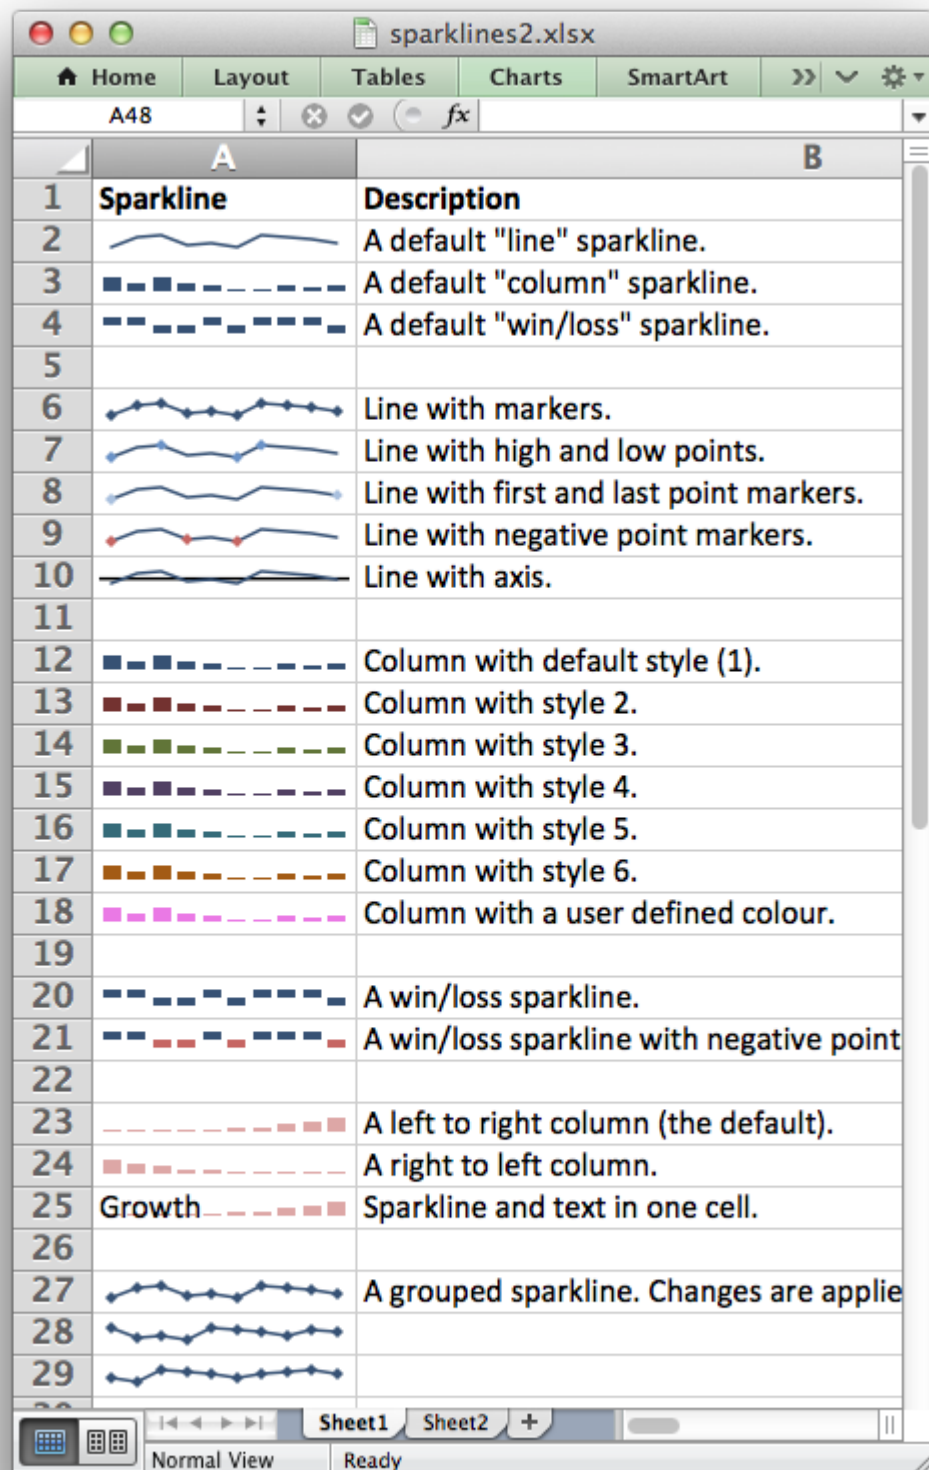 sparklines2.xlsx
Home Layout Tables Charts SmartArt
A48 fx
A B
1 Sparkline Description
2 A default "line" sparkline.
3 A default "column" sparkline.
4 A default "win/loss" sparkline.
5
6 Line with markers.
7 Line with high and low points.
8 Line with first and last point markers.
9 Line with negative point markers.
10 Line with axis.
11
12 Column with default style (1).
13 Column with style 2.
14 Column with style 3.
15 Column with style 4.
16 Column with style 5.
17 Column with style 6.
18 Column with a user defined colour.
19
20 A win/loss sparkline.
21 A win/loss sparkline with negative point
22
23 A left to right column (the default).
24 A right to left column.
25 Growth Sparkline and text in one cell.
26
27 A grouped sparkline. Changes are applie
28
29
Sheet1 Sheet2
Normal View Ready